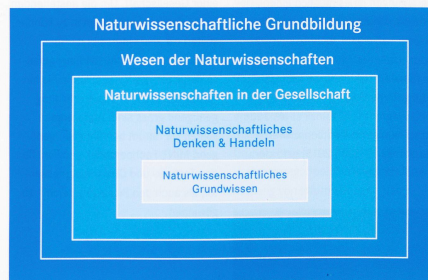 Naturwissenschaftliche Grundbildung
Wesen der Naturwissenschaften
Naturwissenschaften in der Gesellschaft
Naturwissenschaftliches
Denken & Handeln
Naturwissenschaftliches
Grundwissen